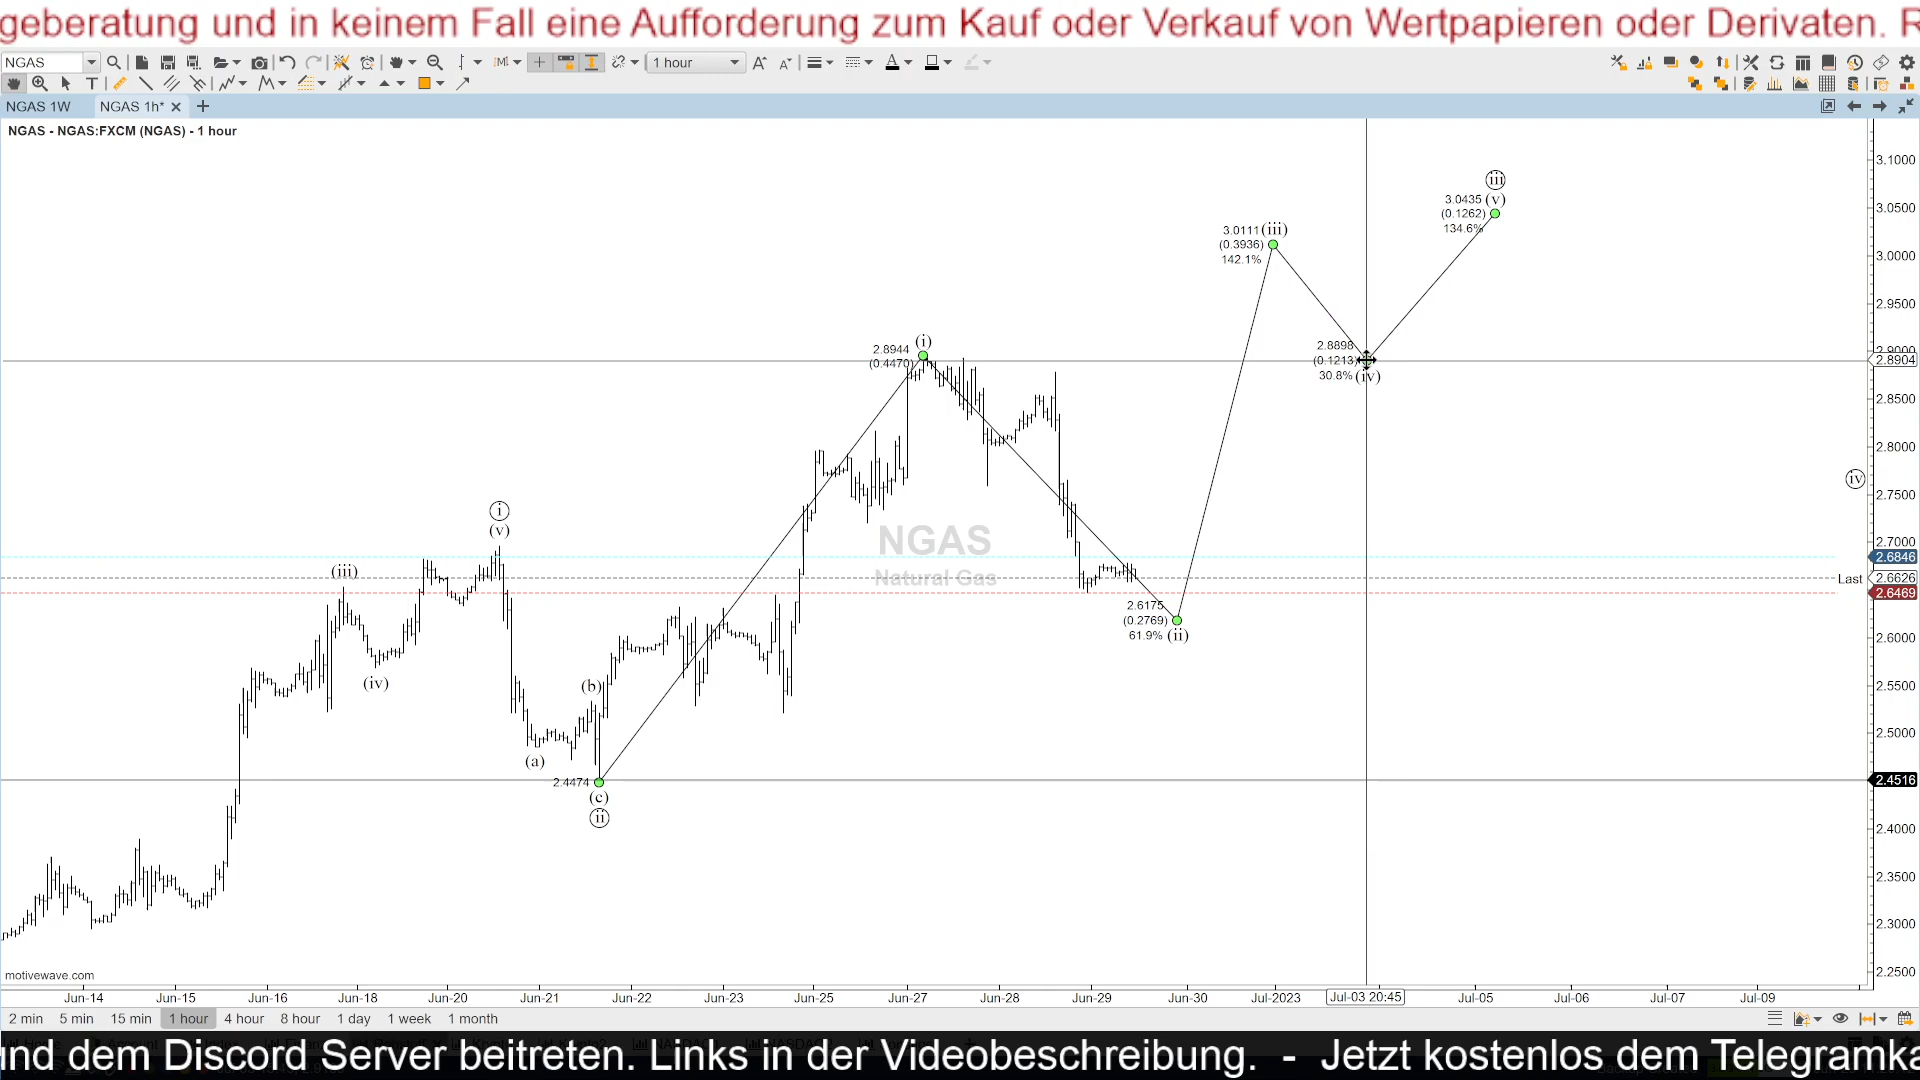 geberatung und in keinem Fall eine Aufforderung zum Kauf oder Verkauf von Wertpapieren oder Derivaten. R
NGAS
1 hour
NGAS 1W
NGAS 1h*
NGAS - NGAS:FXCM (NGAS) - 1 hour
3.1000
3.0500
3.0000
2.9500
2.9000
2.8904
2.8500
2.8000
2.7500
2.7000
2.6846
Last 2.6626
2.6469
2.6000
2.5500
2.5000
2.4516
2.4000
2.3500
2.3000
2.2500
iii
3.0435 (v)
(0.1262)
134.6%
3.0111 (iii)
(0.3936)
142.1%
2.8898
(0.1213)
30.8% (iv)
(i)
2.8944
(0.4470)
iv
i
(v)
(iii)
(iv)
NGAS
Natural Gas
2.6175
(0.2769)
61.9% (ii)
(b)
(a)
2.4474
(c)
ii
motivewave.com
Jun-14 Jun-15 Jun-16 Jun-18 Jun-20 Jun-21 Jun-22 Jun-23 Jun-25 Jun-27 Jun-28 Jun-29 Jun-30 Jul-2023 Jul-03 20:45 Jul-05 Jul-06 Jul-07 Jul-09
2 min 5 min 15 min 1 hour 4 hour 8 hour 1 day 1 week 1 month
und dem Discord Server beitreten. Links in der Videobeschreibung. - Jetzt kostenlos dem Telegramka